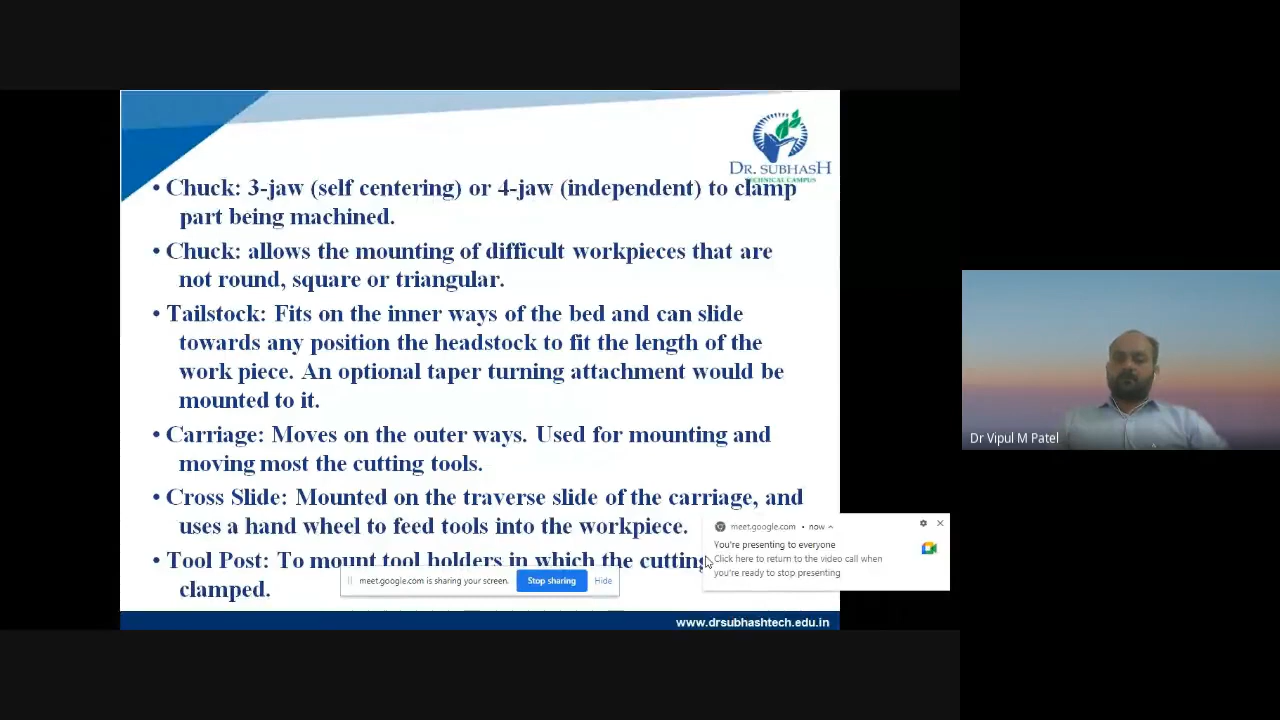 DR. SUBHASH
TECHNICAL CAMPUS
• Chuck: 3-jaw (self centering) or 4-jaw (independent) to clamp
part being machined.
• Chuck: allows the mounting of difficult workpieces that are
not round, square or triangular.
• Tailstock: Fits on the inner ways of the bed and can slide
towards any position the headstock to fit the length of the
work piece. An optional taper turning attachment would be
mounted to it.
• Carriage: Moves on the outer ways. Used for mounting and
moving most the cutting tools.
• Cross Slide: Mounted on the traverse slide of the carriage, and
uses a hand wheel to feed tools into the workpiece.
• Tool Post: To mount tool holders in which the cutting
clamped.
meet.google.com is sharing your screen.
Stop sharing
Hide
meet.google.com • now
You're presenting to everyone
Click here to return to the video call when
you're ready to stop presenting
www.drsubhashtech.edu.in
Dr Vipul M Patel